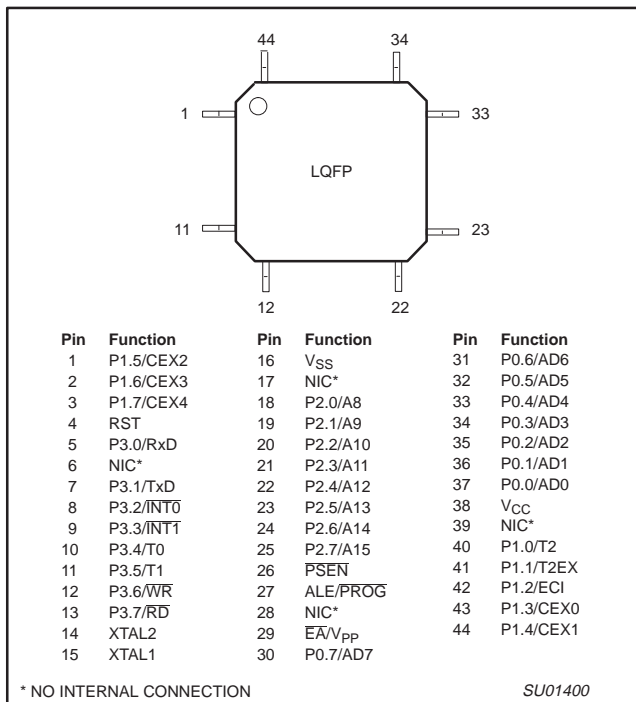 44 34
1 33
LQFP
11 23
12 22
Pin Function Pin Function Pin Function
1 P1.5/CEX2 16 VSS 31 P0.6/AD6
2 P1.6/CEX3 17 NIC* 32 P0.5/AD5
3 P1.7/CEX4 18 P2.0/A8 33 P0.4/AD4
4 RST 19 P2.1/A9 34 P0.3/AD3
5 P3.0/RxD 20 P2.2/A10 35 P0.2/AD2
6 NIC* 21 P2.3/A11 36 P0.1/AD1
7 P3.1/TxD 22 P2.4/A12 37 P0.0/AD0
8 P3.2/I̅N̅T̅0̅ 23 P2.5/A13 38 VCC
9 P3.3/I̅N̅T̅1̅ 24 P2.6/A14 39 NIC*
10 P3.4/T0 25 P2.7/A15 40 P1.0/T2
11 P3.5/T1 26 P̅S̅E̅N̅ 41 P1.1/T2EX
12 P3.6/W̅R̅ 27 ALE/P̅R̅O̅G̅ 42 P1.2/ECI
13 P3.7/R̅D̅ 28 NIC* 43 P1.3/CEX0
14 XTAL2 29 E̅A̅/VPP 44 P1.4/CEX1
15 XTAL1 30 P0.7/AD7
* NO INTERNAL CONNECTION SU01400